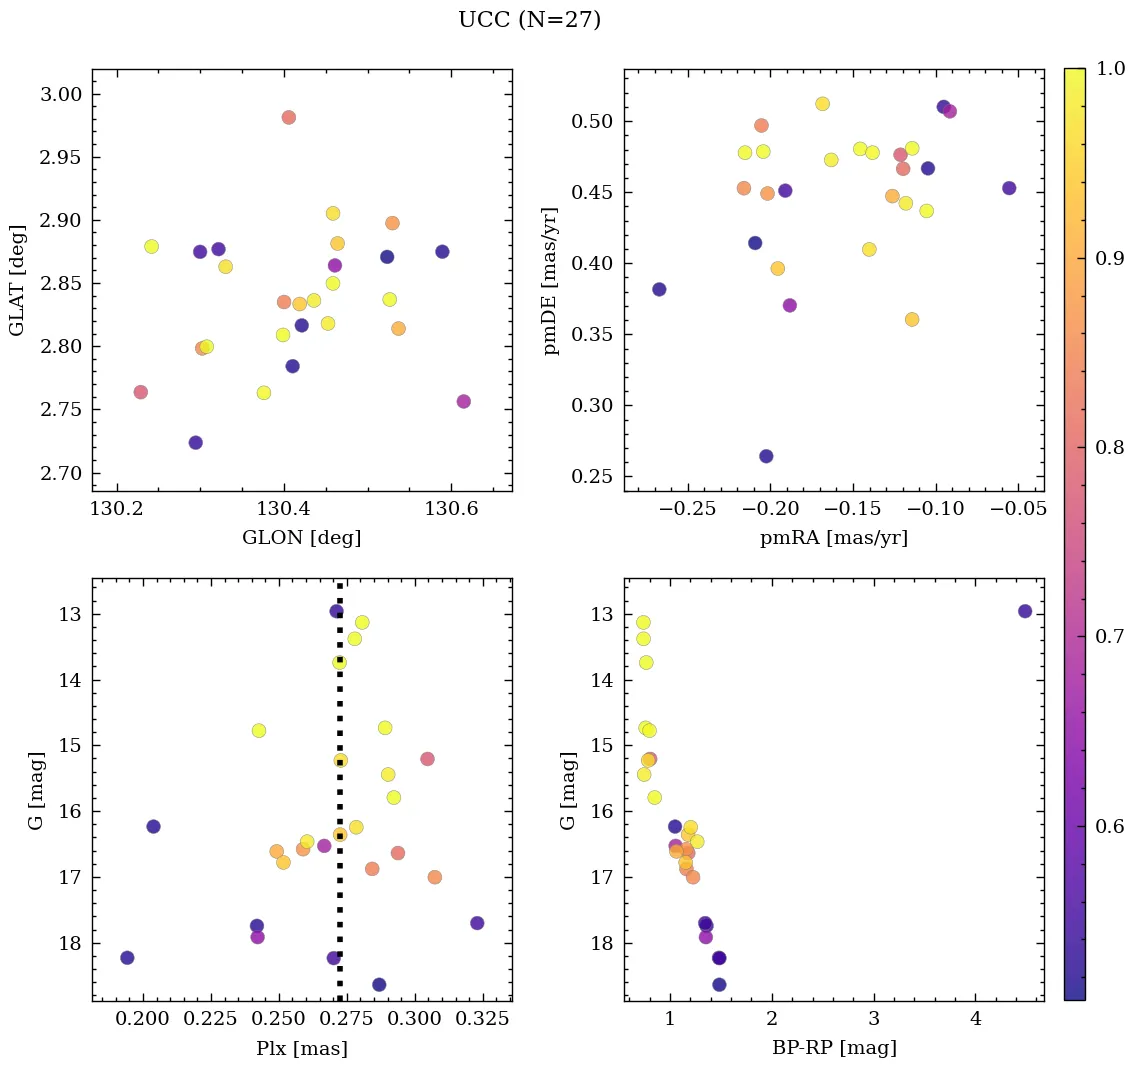 UCC (N=27)
3.00
2.95
2.90
2.85
2.80
2.75
2.70
GLAT [deg]
130.2 130.4 130.6
GLON [deg]
0.50
0.45
0.40
0.35
0.30
0.25
pmDE [mas/yr]
−0.25 −0.20 −0.15 −0.10 −0.05
pmRA [mas/yr]
1.0
0.9
0.8
0.7
0.6
13
14
15
16
17
18
G [mag]
0.200 0.225 0.250 0.275 0.300 0.325
Plx [mas]
13
14
15
16
17
18
G [mag]
1 2 3 4
BP-RP [mag]